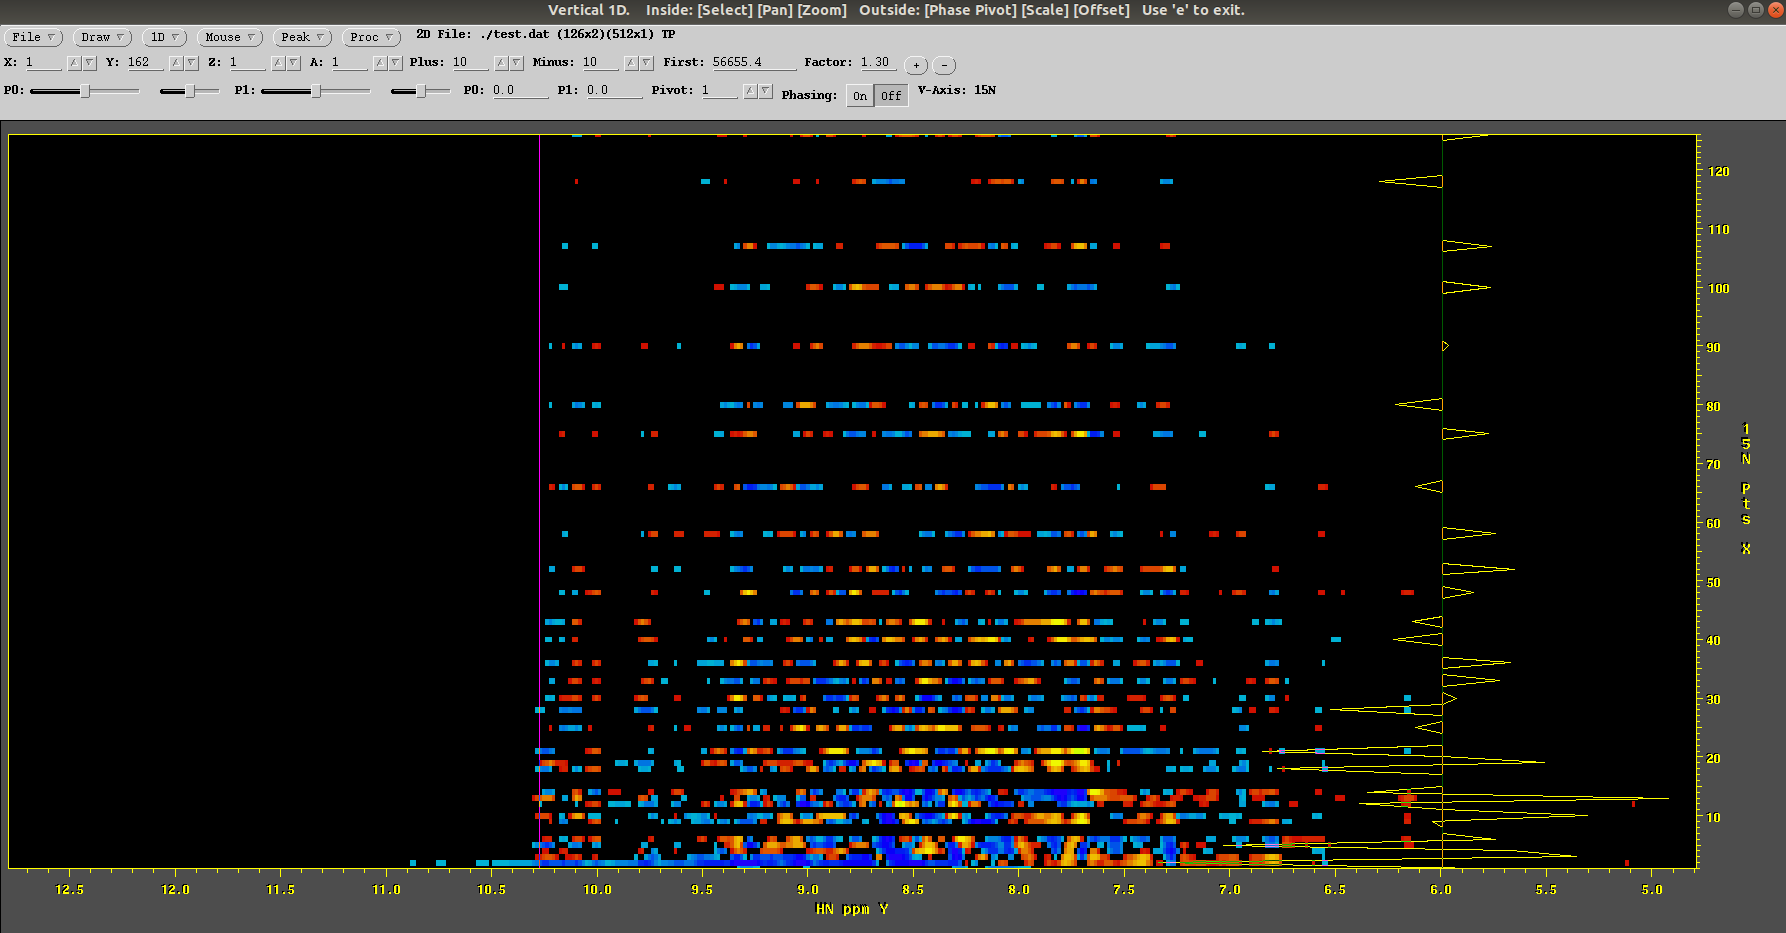 Vertical 1D. Inside: [Select] [Pan] [Zoom] Outside: [Phase Pivot] [Scale] [Offset] Use 'e' to exit.
File Draw 1D Mouse Peak Proc 2D File: ./test.dat (126x2)(512x1) TP
X: 1 Y: 162 Z: 1 A: 1 Plus: 10 Minus: 10 First: 56655.4 Factor: 1.30 + -
P0: P1: P0: 0.0 P1: 0.0 Pivot: 1 Phasing: On Off V-Axis: 15N
120
110
100
90
80
70
60
50
40
30
20
10
15N Pts X
12.5 12.0 11.5 11.0 10.5 10.0 9.5 9.0 8.5 8.0 7.5 7.0 6.5 6.0 5.5 5.0
HN ppm Y